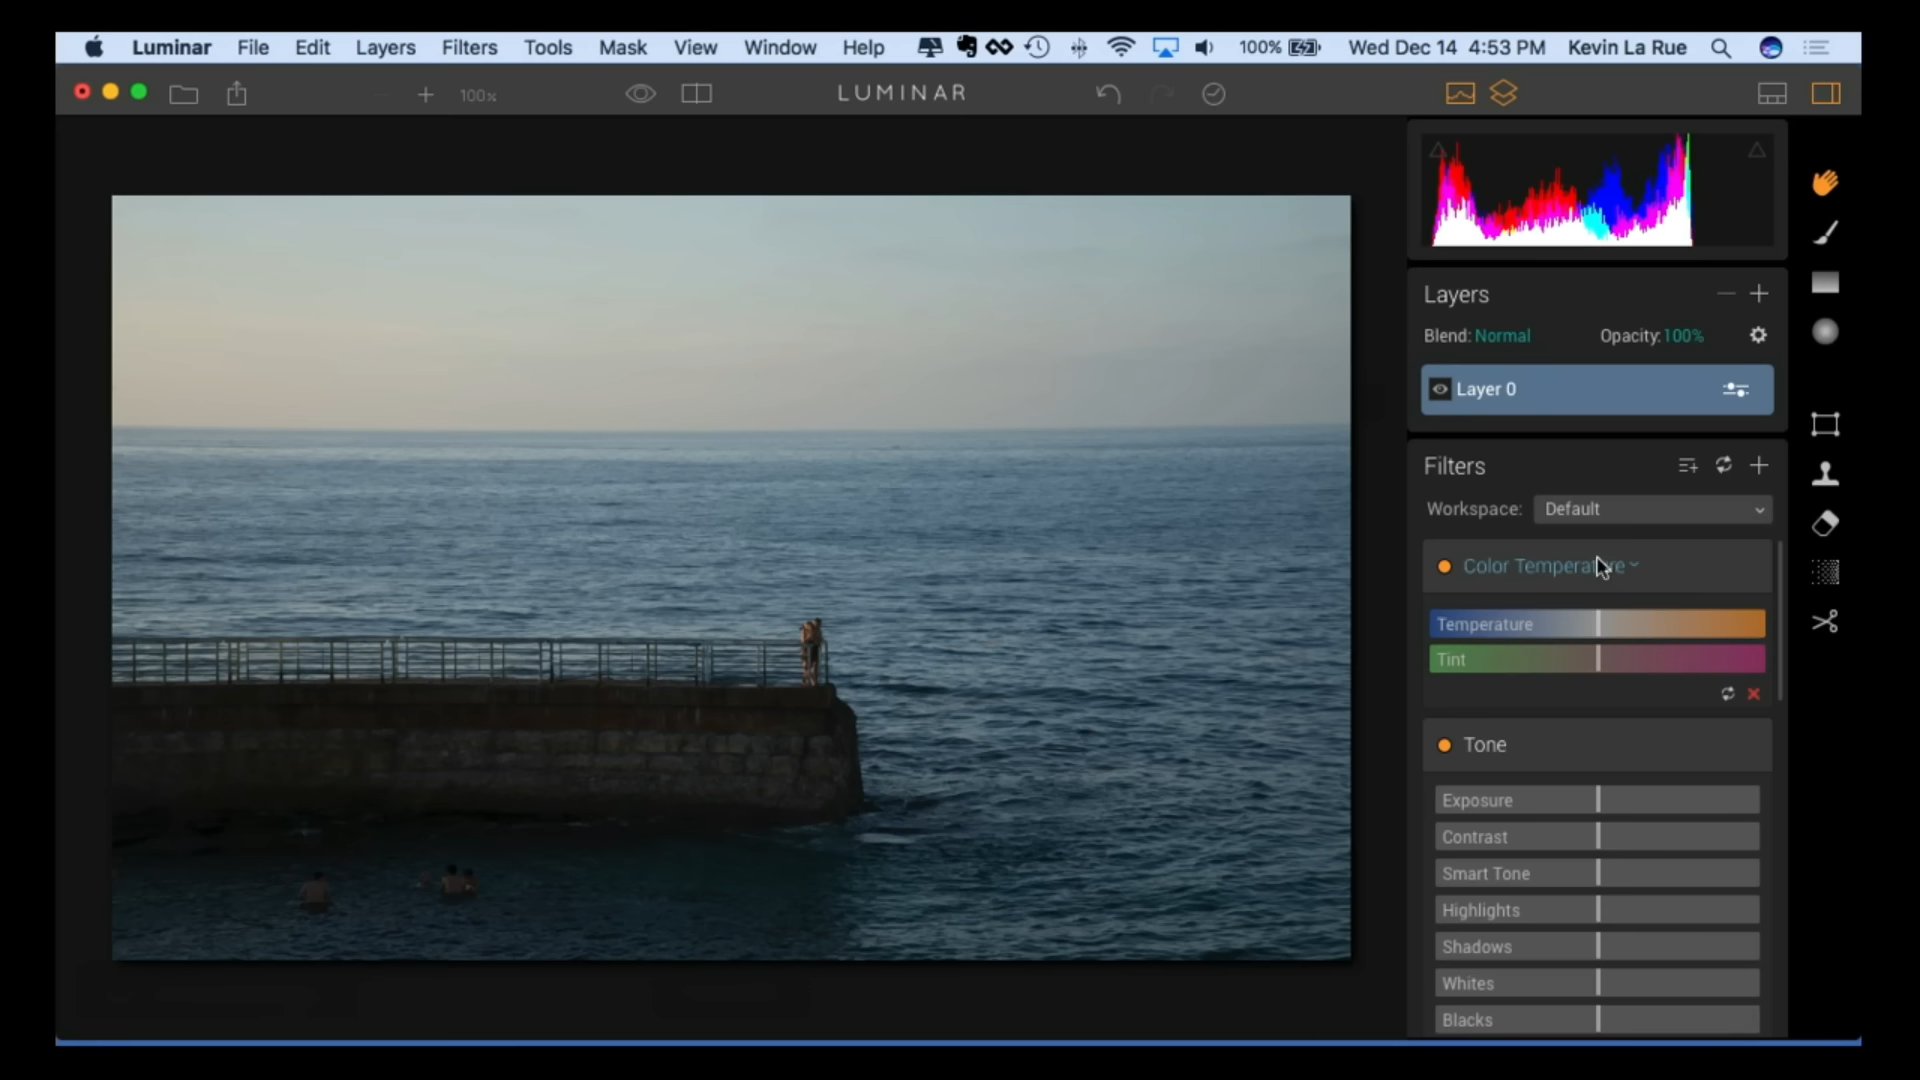 Luminar File Edit Layers Filters Tools Mask View Window Help 100% Wed Dec 14 4:53 PM Kevin La Rue
100% LUMINAR
Layers
Blend: Normal Opacity: 100%
Layer 0
Filters
Workspace: Default
Color Temperature
Temperature
Tint
Tone
Exposure
Contrast
Smart Tone
Highlights
Shadows
Whites
Blacks